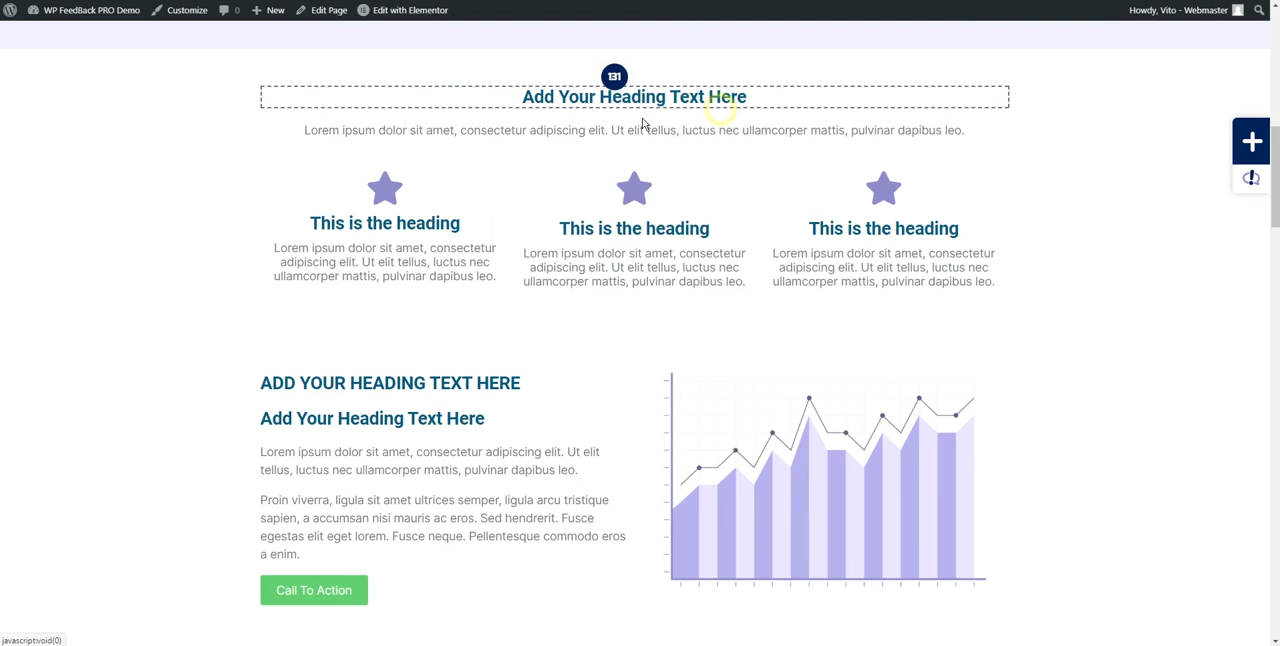 WP FeedBack PRO Demo Customize 0 New Edit Page Edit with Elementor Howdy, Vito - Webmaster
131
Add Your Heading Text Here
Lorem ipsum dolor sit amet, consectetur adipiscing elit. Ut elit tellus, luctus nec ullamcorper mattis, pulvinar dapibus leo.
This is the heading
Lorem ipsum dolor sit amet, consectetur
adipiscing elit. Ut elit tellus, luctus nec
ullamcorper mattis, pulvinar dapibus leo.
This is the heading
Lorem ipsum dolor sit amet, consectetur
adipiscing elit. Ut elit tellus, luctus nec
ullamcorper mattis, pulvinar dapibus leo.
This is the heading
Lorem ipsum dolor sit amet, consectetur
adipiscing elit. Ut elit tellus, luctus nec
ullamcorper mattis, pulvinar dapibus leo.
ADD YOUR HEADING TEXT HERE
Add Your Heading Text Here
Lorem ipsum dolor sit amet, consectetur adipiscing elit. Ut elit
tellus, luctus nec ullamcorper mattis, pulvinar dapibus leo.
Proin viverra, ligula sit amet ultrices semper, ligula arcu tristique
sapien, a accumsan nisi mauris ac eros. Sed hendrerit. Fusce
egestas elit eget lorem. Fusce neque. Pellentesque commodo eros
a enim.
Call To Action
javascript:void(0)